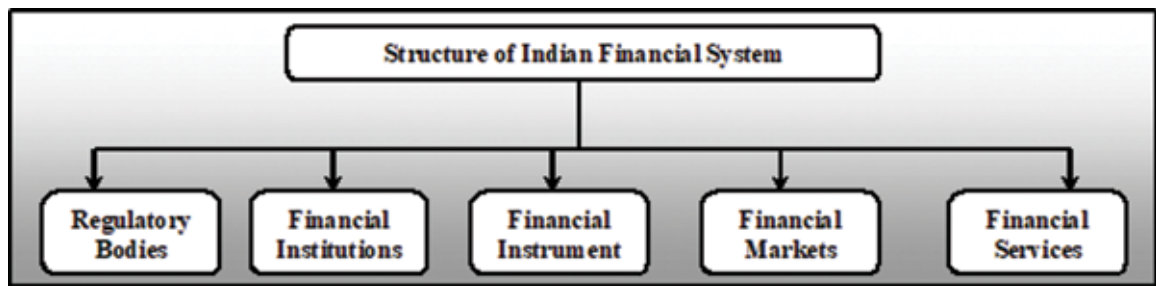 Structure of Indian Financial System
Regulatory
Bodies
Financial
Institutions
Financial
Instrument
Financial
Markets
Financial
Services